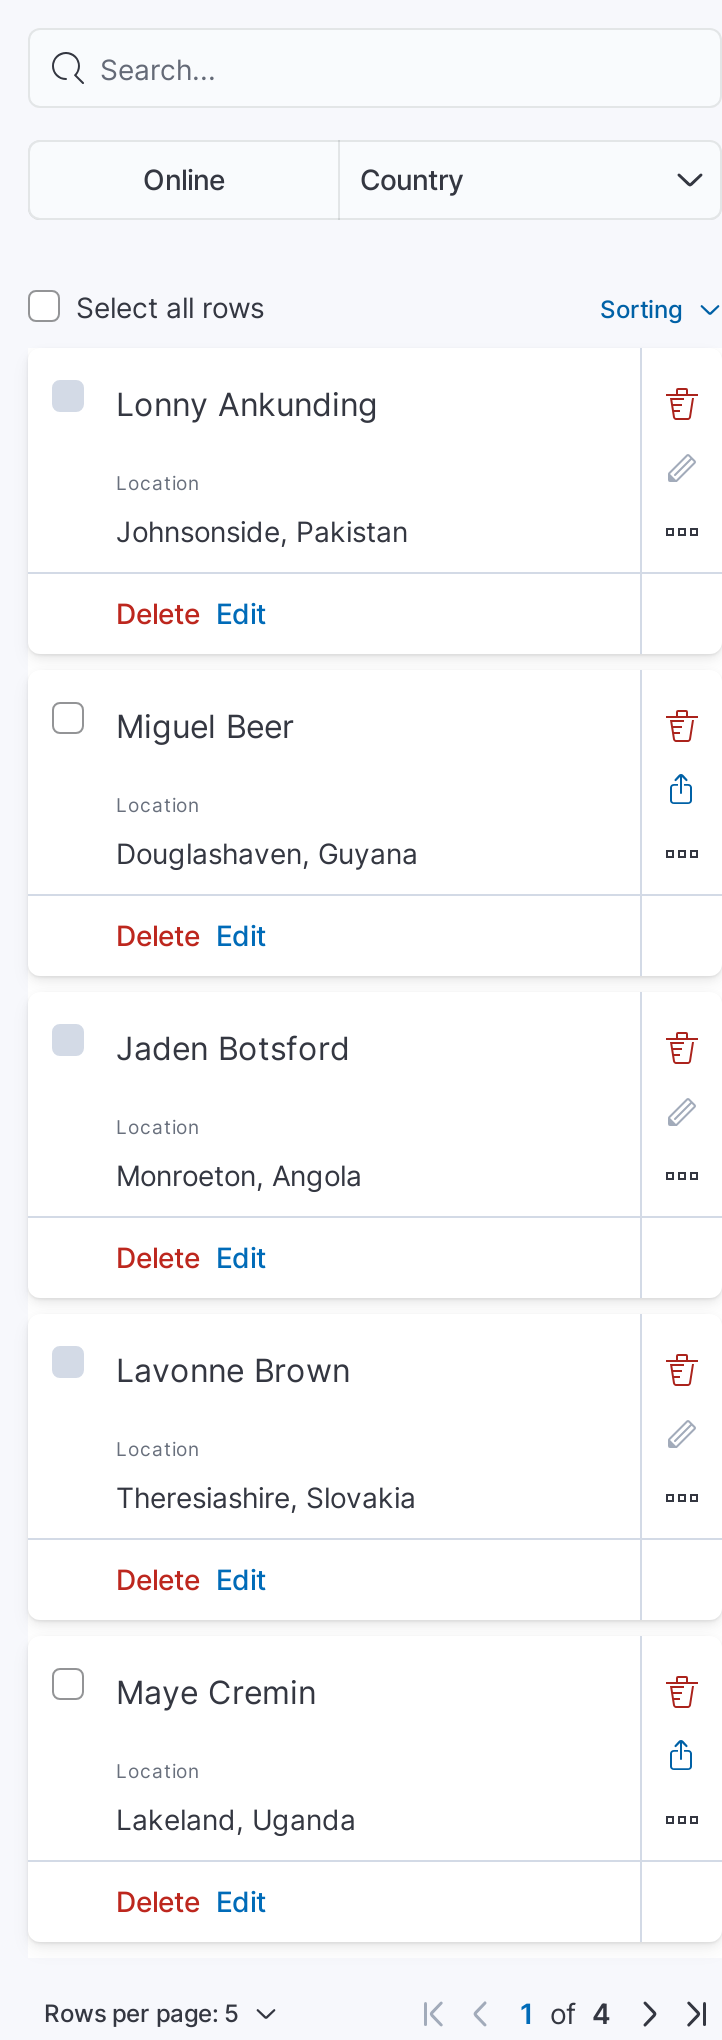 Search...
Online
Country
Select all rows
Sorting
Lonny Ankunding
Location
Johnsonside, Pakistan
Delete Edit
Miguel Beer
Location
Douglashaven, Guyana
Delete Edit
Jaden Botsford
Location
Monroeton, Angola
Delete Edit
Lavonne Brown
Location
Theresiashire, Slovakia
Delete Edit
Maye Cremin
Location
Lakeland, Uganda
Delete Edit
Rows per page: 5
1 of 4